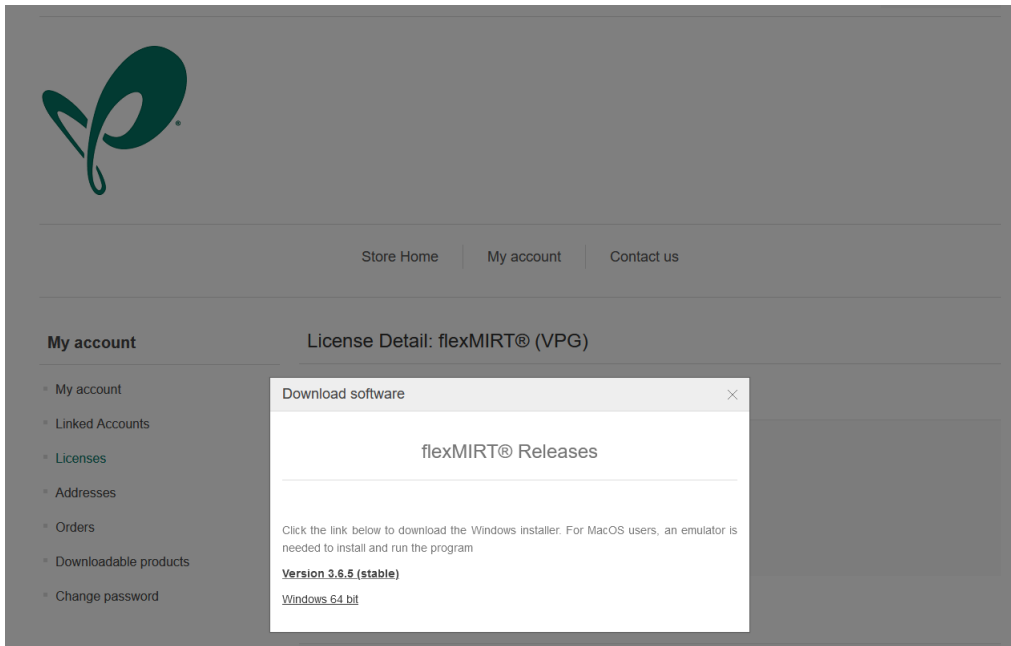 Store Home
My account
Contact us
My account
License Detail: flexMIRT® (VPG)
My account
Linked Accounts
Licenses
Addresses
Orders
Downloadable products
Change password
Download software
flexMIRT® Releases
Click the link below to download the Windows installer. For MacOS users, an emulator is
needed to install and run the program
Version 3.6.5 (stable)
Windows 64 bit